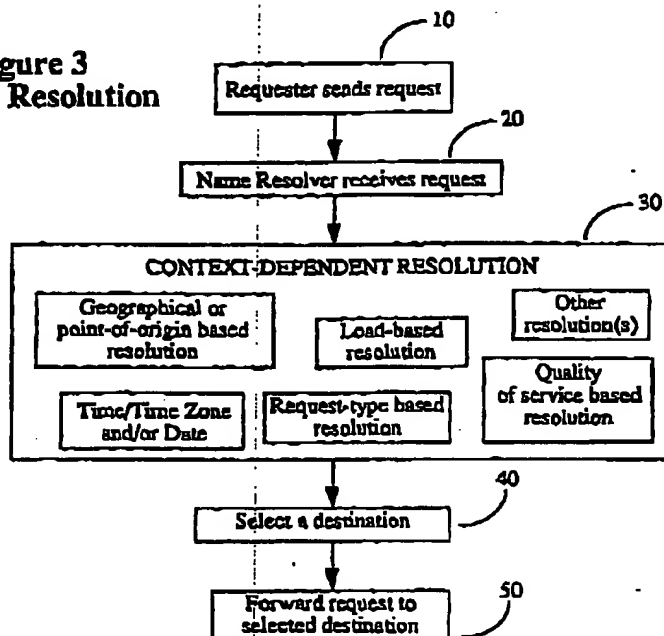 10
gure 3
Resolution
Requester sends request
20
Name Resolver receives request
30
CONTEXT-DEPENDENT RESOLUTION
Geographical or
point-of-origin based
resolution
Load-based
resolution
Other
resolution(s)
Time/Time Zone
and/or Date
Request-type based
resolution
Quality
of service based
resolution
40
Select a destination
50
Forward request to
selected destination